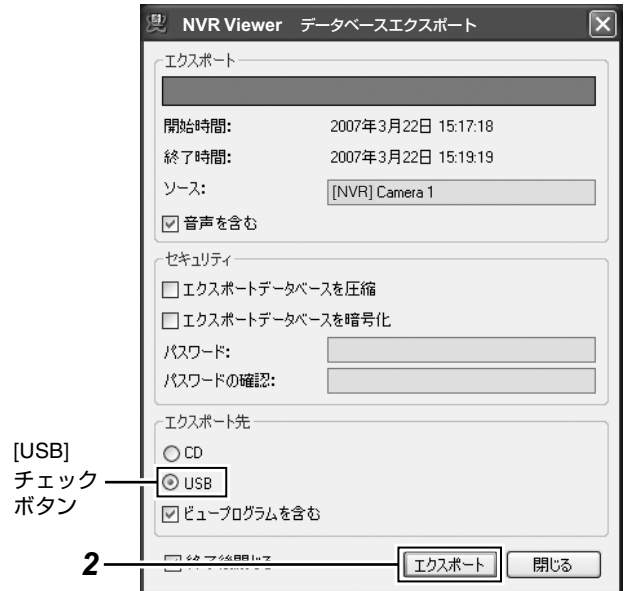 NVR Viewer データベースエクスポート
エクスポート
開始時間: 2007年3月22日 15:17:18
終了時間: 2007年3月22日 15:19:19
ソース: [NVR] Camera 1
音声を含む
セキュリティ
エクスポートデータベースを圧縮
エクスポートデータベースを暗号化
パスワード:
パスワードの確認:
エクスポート先
CD
[USB]
チェック
ボタン
USB
ビュープログラムを含む
2
終了後閉じる
エクスポート 閉じる